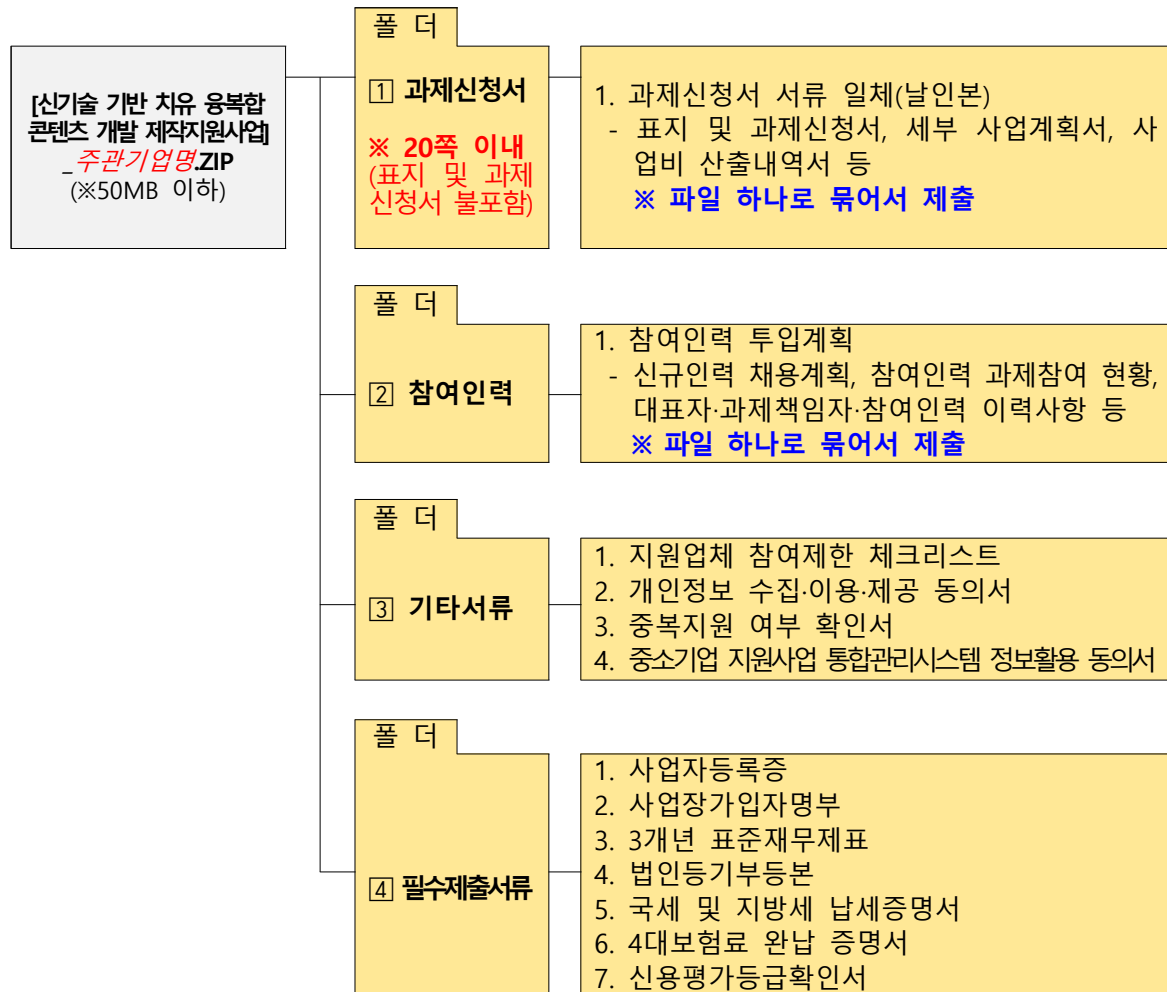 [신기술 기반 치유 융복합
콘텐츠 개발 제작지원사업]
_주관기업명.ZIP
(※50MB 이하)
폴 더
1 과제신청서
※ 20쪽 이내
(표지 및 과제
신청서 불포함)
1. 과제신청서 서류 일체(날인본)
- 표지 및 과제신청서, 세부 사업계획서, 사
업비 산출내역서 등
※ 파일 하나로 묶어서 제출
폴 더
2 참여인력
1. 참여인력 투입계획
- 신규인력 채용계획, 참여인력 과제참여 현황,
대표자·과제책임자·참여인력 이력사항 등
※ 파일 하나로 묶어서 제출
폴 더
3 기타서류
1. 지원업체 참여제한 체크리스트
2. 개인정보 수집·이용·제공 동의서
3. 중복지원 여부 확인서
4. 중소기업 지원사업 통합관리시스템 정보활용 동의서
폴 더
4 필수제출서류
1. 사업자등록증
2. 사업장가입자명부
3. 3개년 표준재무제표
4. 법인등기부등본
5. 국세 및 지방세 납세증명서
6. 4대보험료 완납 증명서
7. 신용평가등급확인서